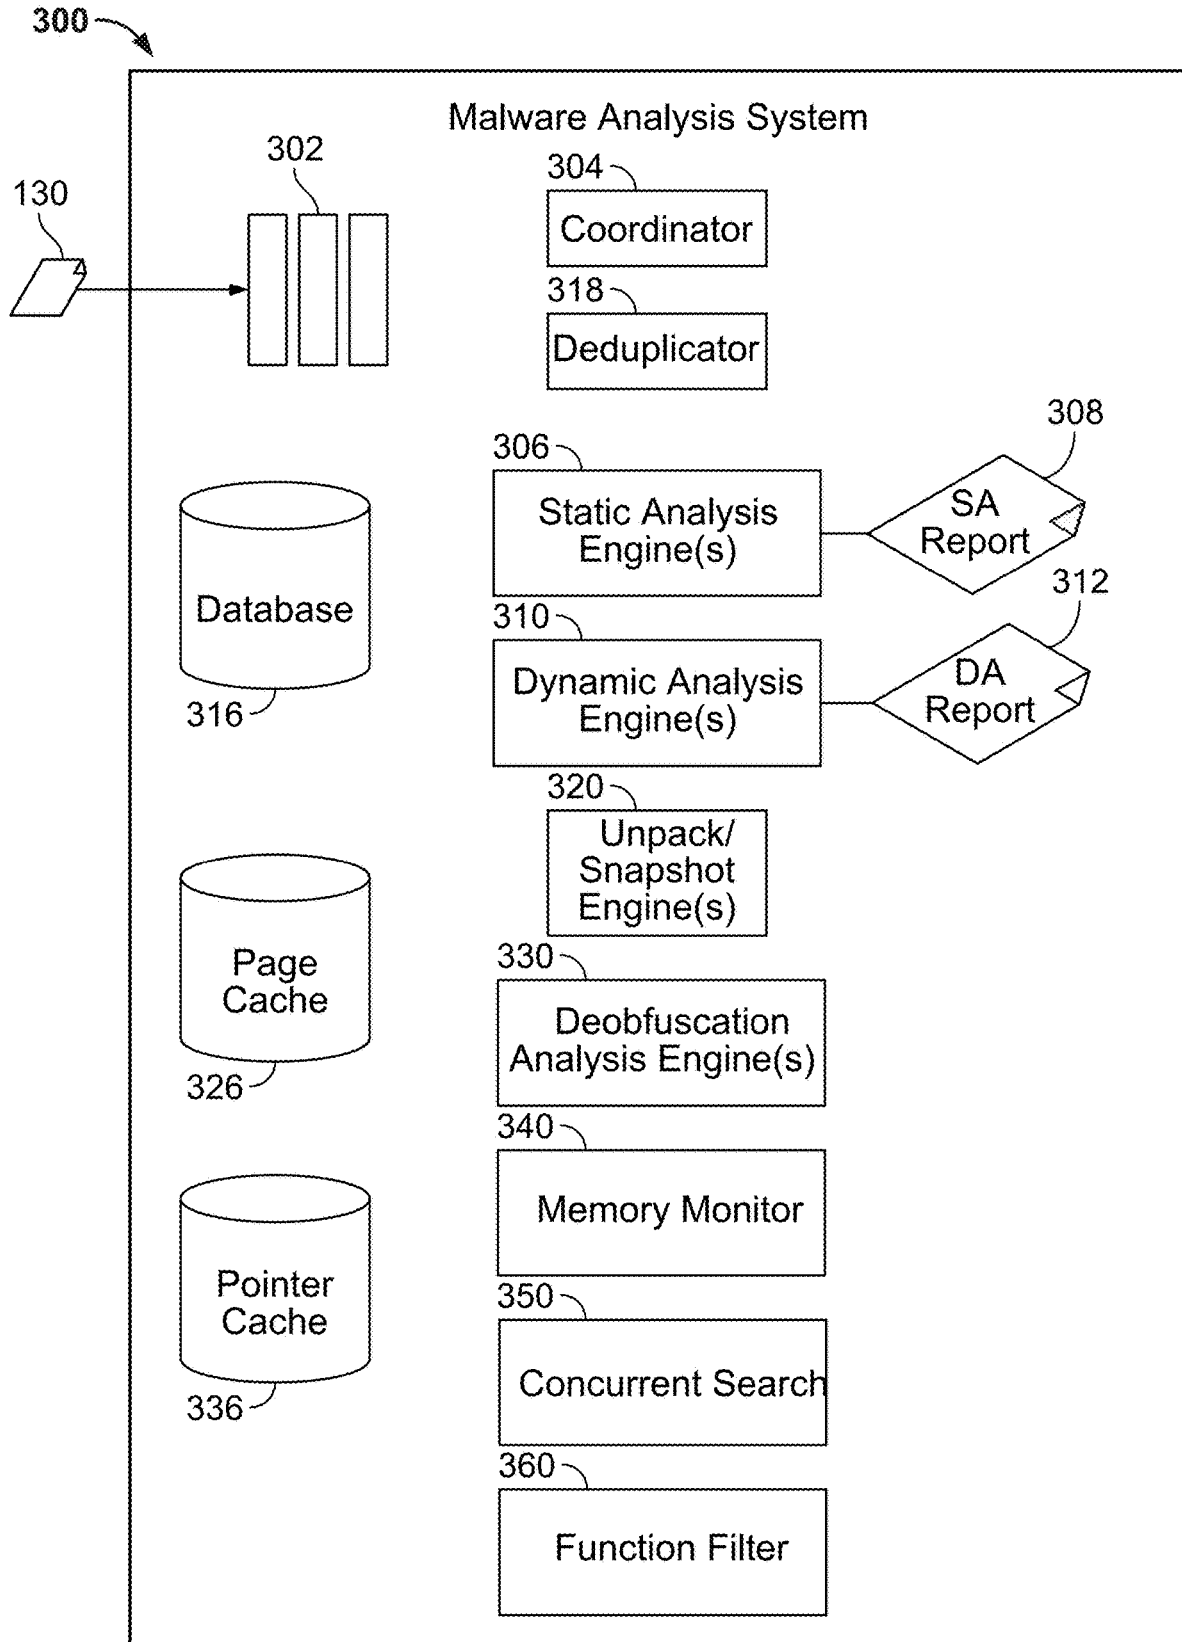 300
Malware Analysis System
130
302
304
Coordinator
318
Deduplicator
306
Static Analysis
Engine(s)
308
SA
Report
Database
316
310
Dynamic Analysis
Engine(s)
312
DA
Report
320
Unpack/
Snapshot
Engine(s)
Page
Cache
326
330
Deobfuscation
Analysis Engine(s)
340
Memory Monitor
Pointer
Cache
336
350
Concurrent Search
360
Function Filter